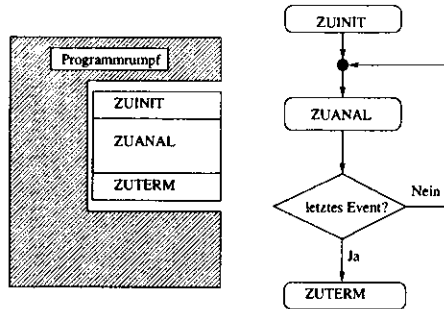 Programmrumpf
ZUINIT
ZUANAL
ZUTERM
ZUINIT
ZUANAL
letztes Event?
Nein
Ja
ZUTERM